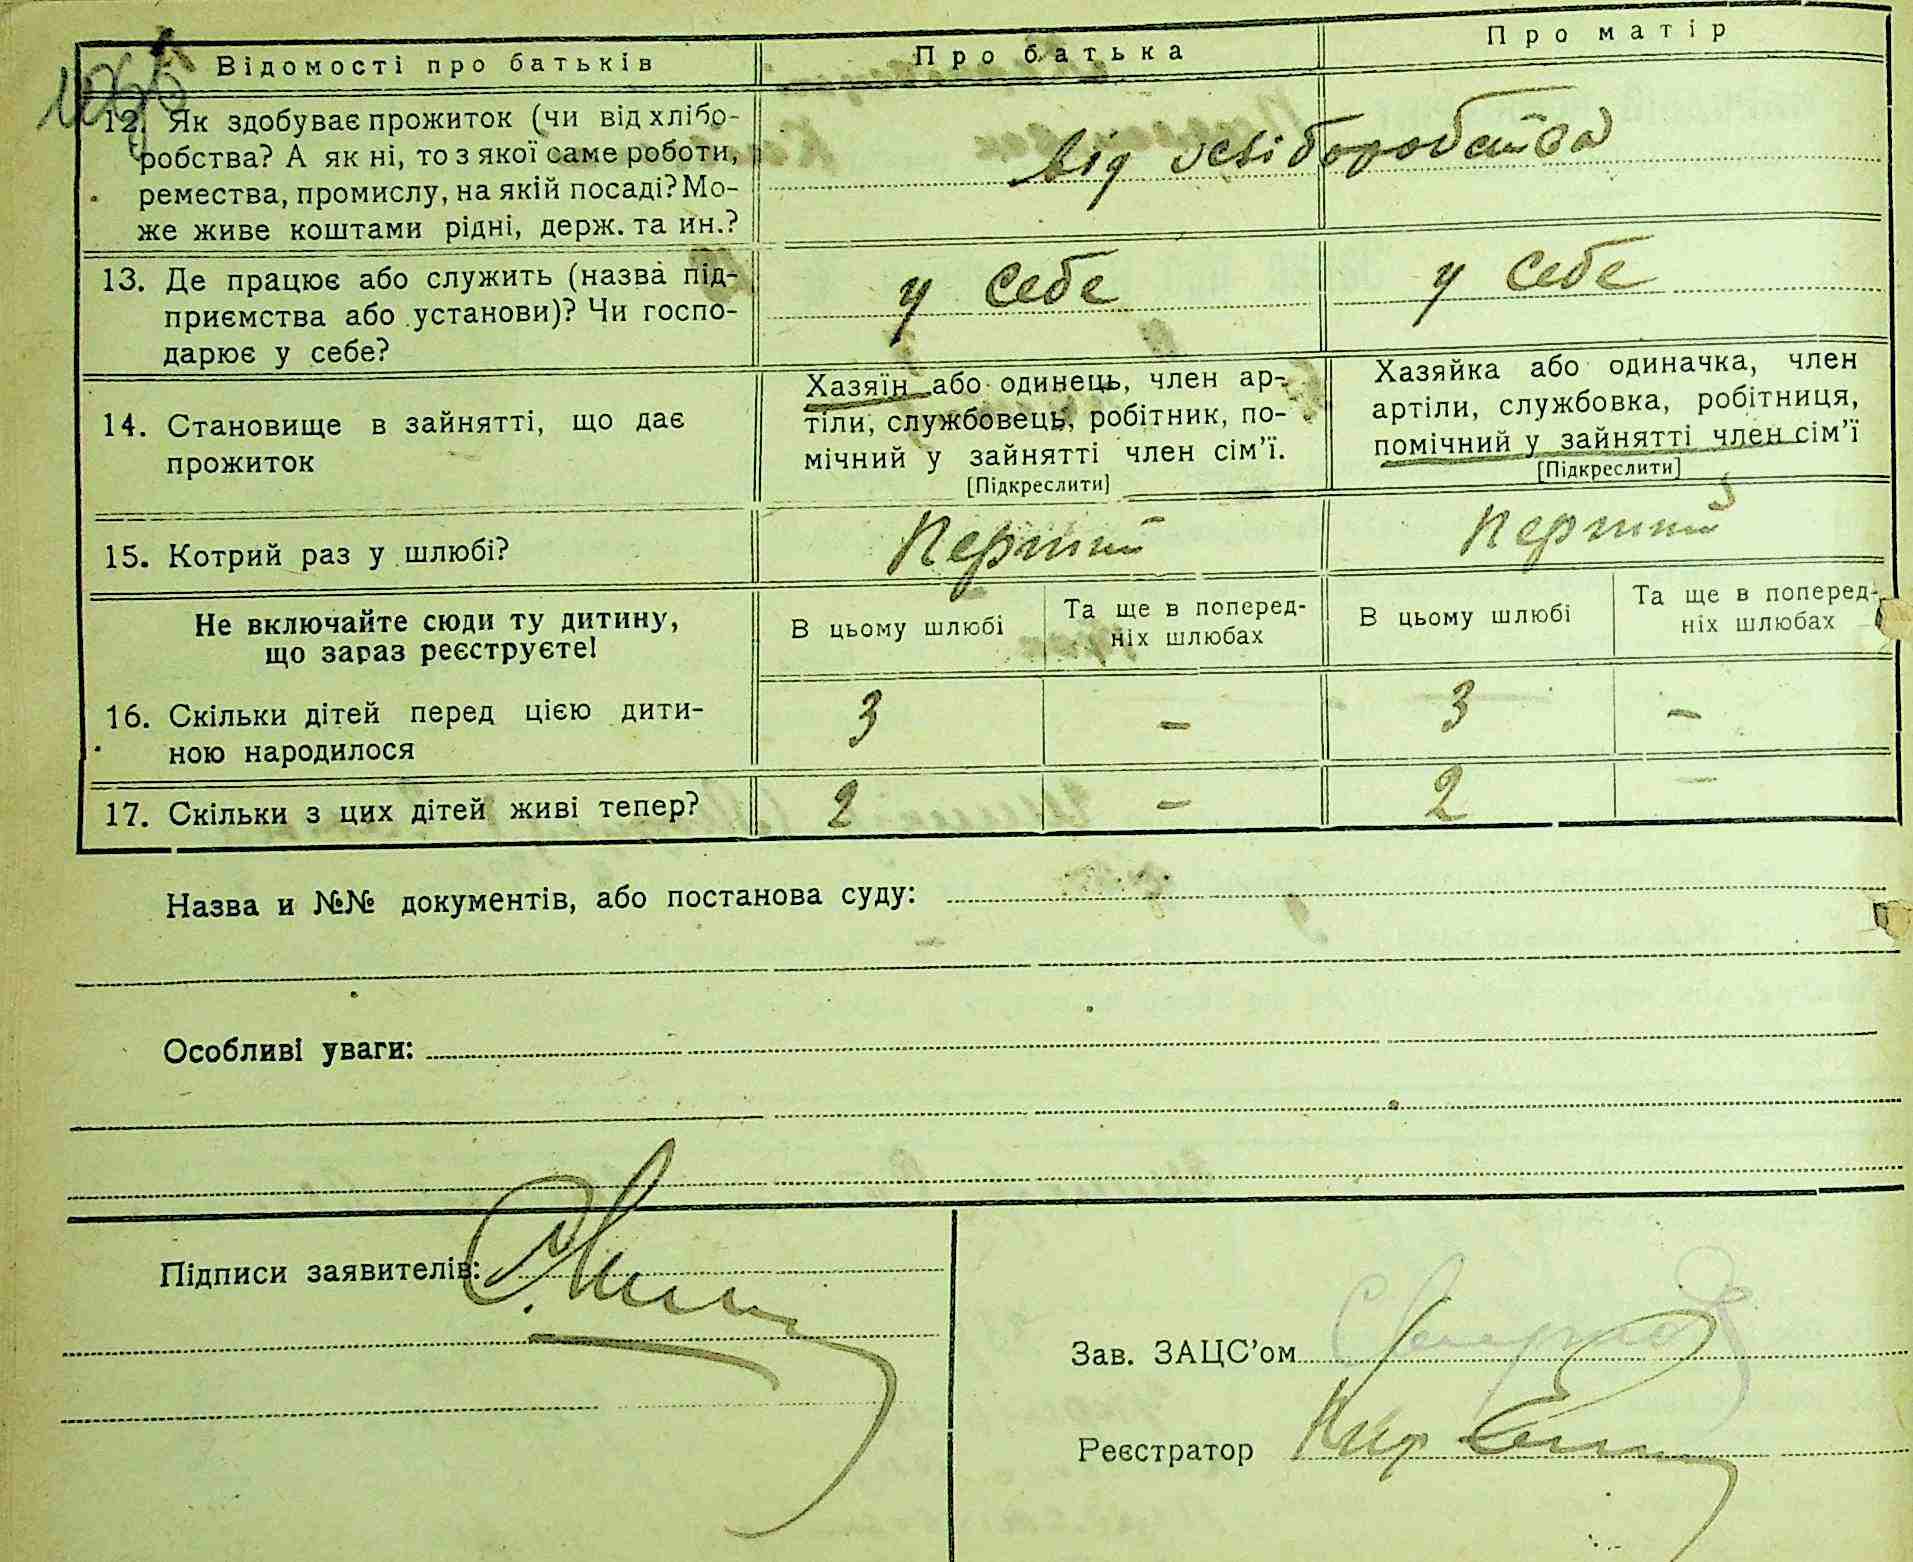 Відомості про батьків Про батька Про матір
12. Як здобуває прожиток (чи від хлібо-
робства? А як ні, то з якої саме роботи,
ремества, промислу, на якій посаді? Мо-
же живе коштами рідні, держ. та ин.?
від хліборобства
13. Де працює або служить (назва під-
приємства або установи)? Чи госпо-
дарює у себе?
у себе у себе
14. Становище в зайнятті, що дає
прожиток
Хазяїн або одинець, член ар-
тіли, службовець, робітник, по-
мічний у зайнятті член сім’ї.
[Підкреслити]
Хазяйка або одиначка, член
артіли, службовка, робітниця,
помічний у зайнятті член сім’ї
[Підкреслити]
15. Котрий раз у шлюбі? Перший Перший
Не включайте сюди ту дитину,
що зараз реєструєте!
В цьому шлюбі
Та ще в поперед-
ніх шлюбах
В цьому шлюбі
Та ще в поперед-
ніх шлюбах
16. Скільки дітей перед цією дити-
ною народилося
3 - 3 -
17. Скільки з цих дітей живі тепер? 2 - 2 -
Назва и №№ документів, або постанова суду:
Особливі уваги:
Підписи заявителів:
Зав. ЗАЦС’ом
Реєстратор